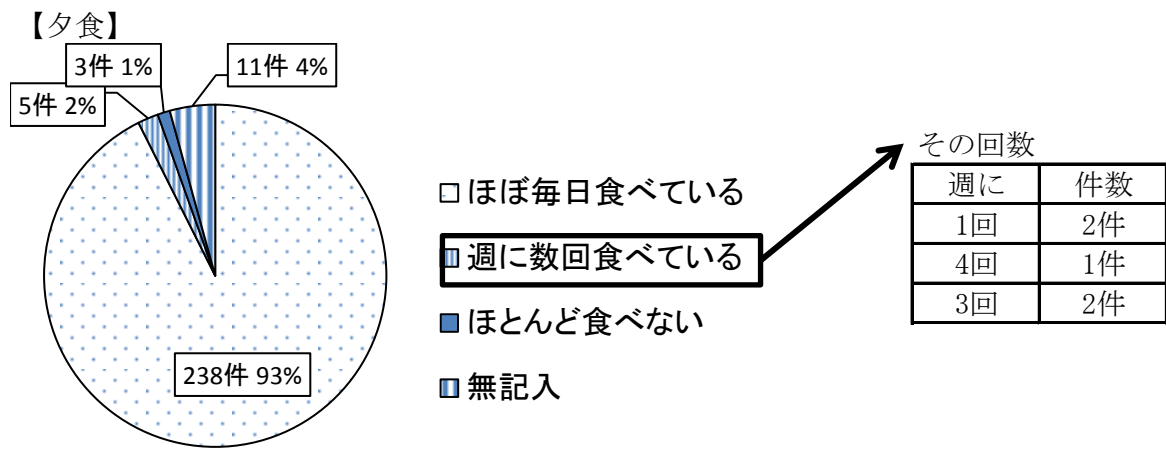 【夕食】
3件 1%
11件 4%
5件 2%
238件 93%
ほぼ毎日食べている
週に数回食べている
ほとんど食べない
無記入
その回数
週に 件数
1回 2件
4回 1件
3回 2件